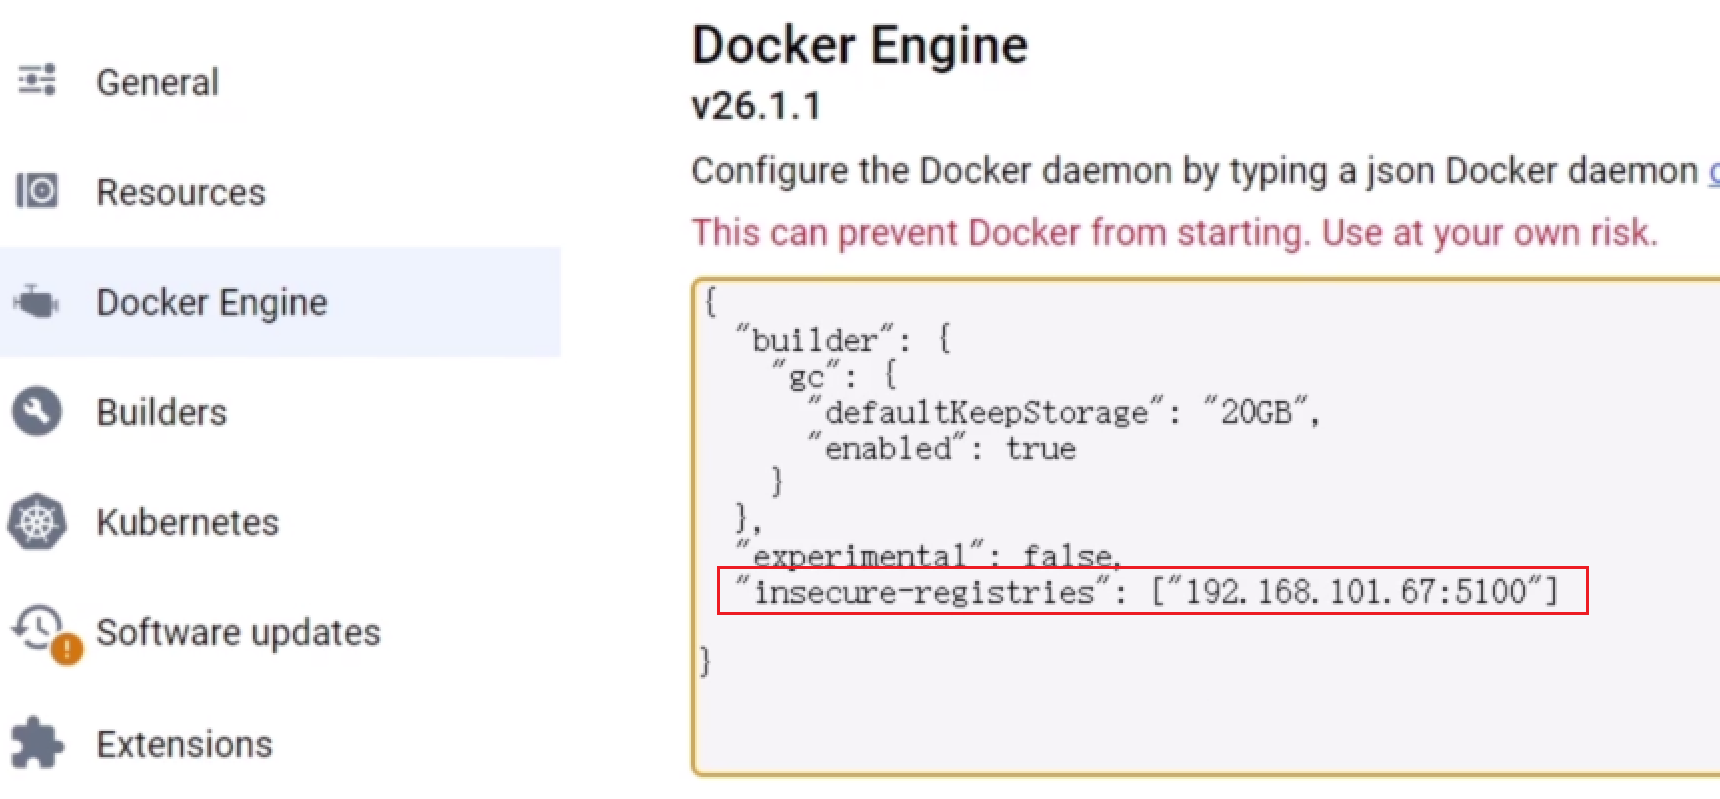 General
Resources
Docker Engine
Builders
Kubernetes
Software updates
Extensions
Docker Engine
v26.1.1
Configure the Docker daemon by typing a json Docker daemon
This can prevent Docker from starting. Use at your own risk.
{
  "builder": {
    "gc": {
      "defaultKeepStorage": "20GB",
      "enabled": true
    }
  },
  "experimental": false,
  "insecure-registries": ["192.168.101.67:5100"]
}